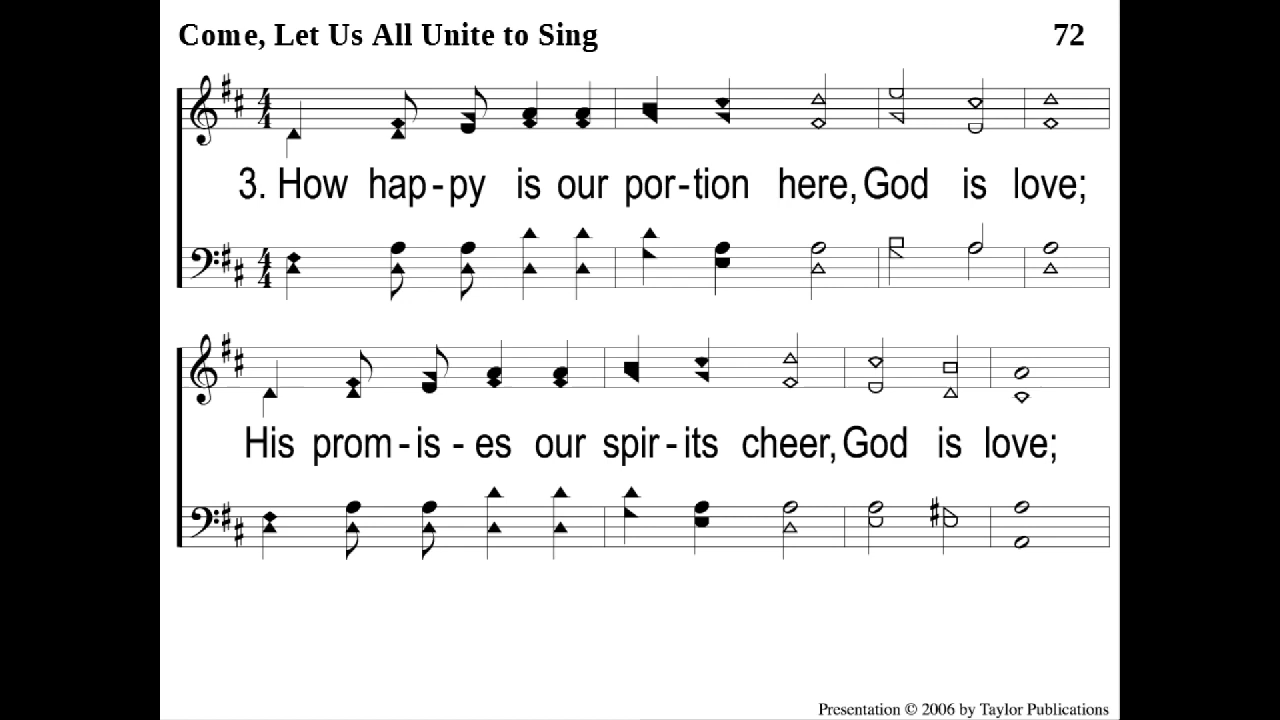 Come, Let Us All Unite to Sing 72
3. How hap-py is our por-tion here, God is love;
His prom-is-es our spir-its cheer, God is love;
Presentation © 2006 by Taylor Publications